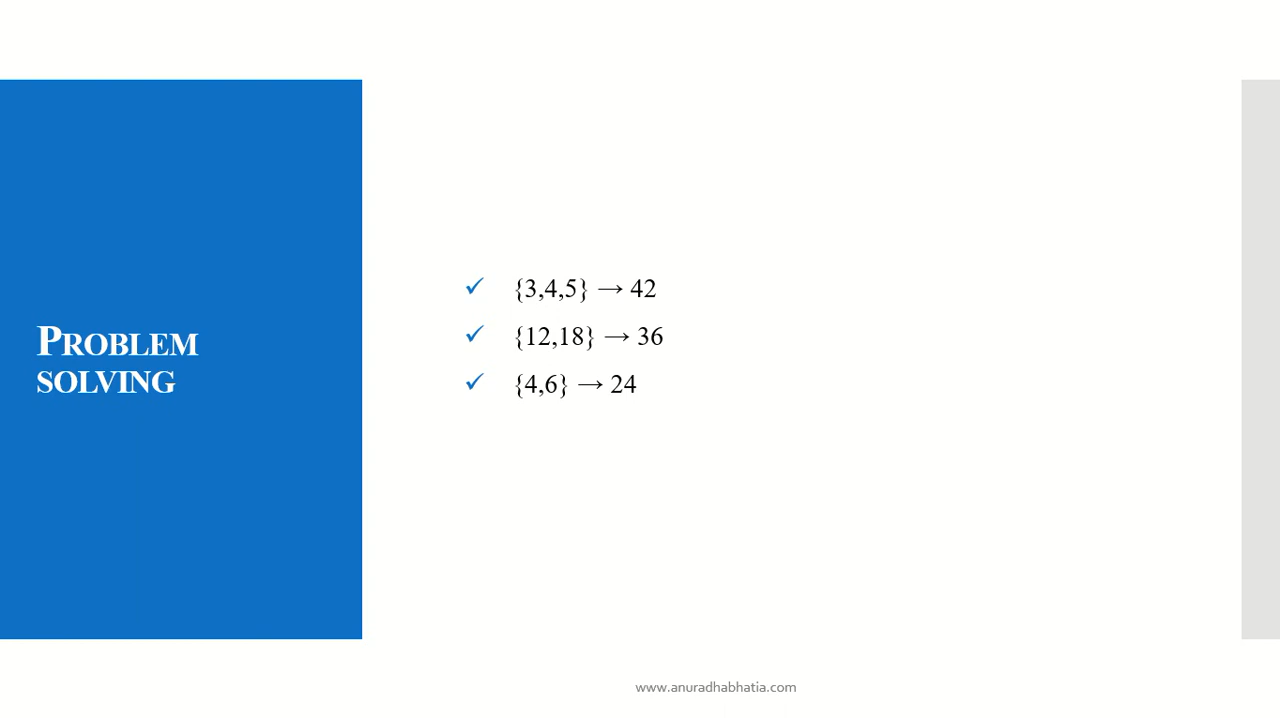 PROBLEM
SOLVING
✓ {3,4,5} → 42
✓ {12,18} → 36
✓ {4,6} → 24
www.anuradhabhatia.com